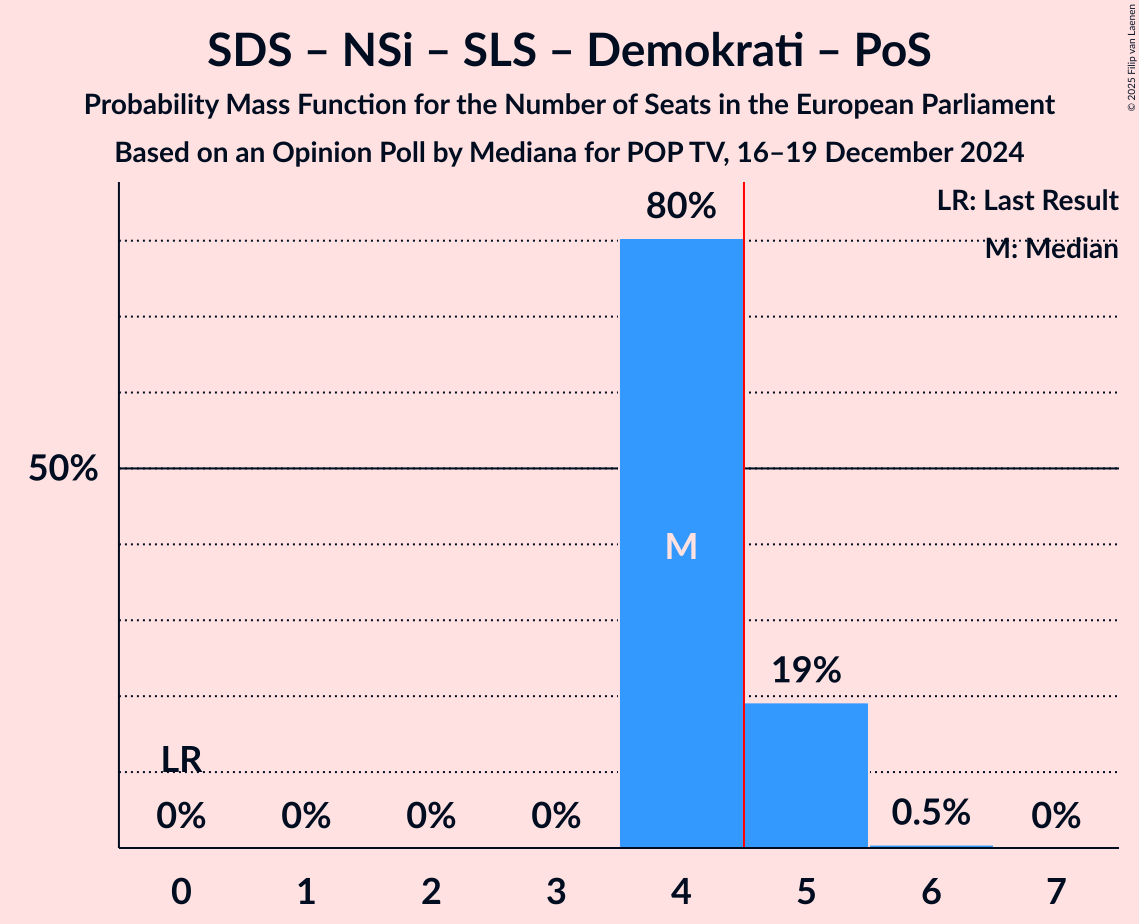 SDS – NSi – SLS – Demokrati – PoS
Probability Mass Function for the Number of Seats in the European Parliament
Based on an Opinion Poll by Mediana for POP TV, 16–19 December 2024
© 2025 Filip van Laenen
LR: Last Result
M: Median
80%
50%
M
19%
LR
0% 0% 0% 0% 0.5% 0%
0 1 2 3 4 5 6 7